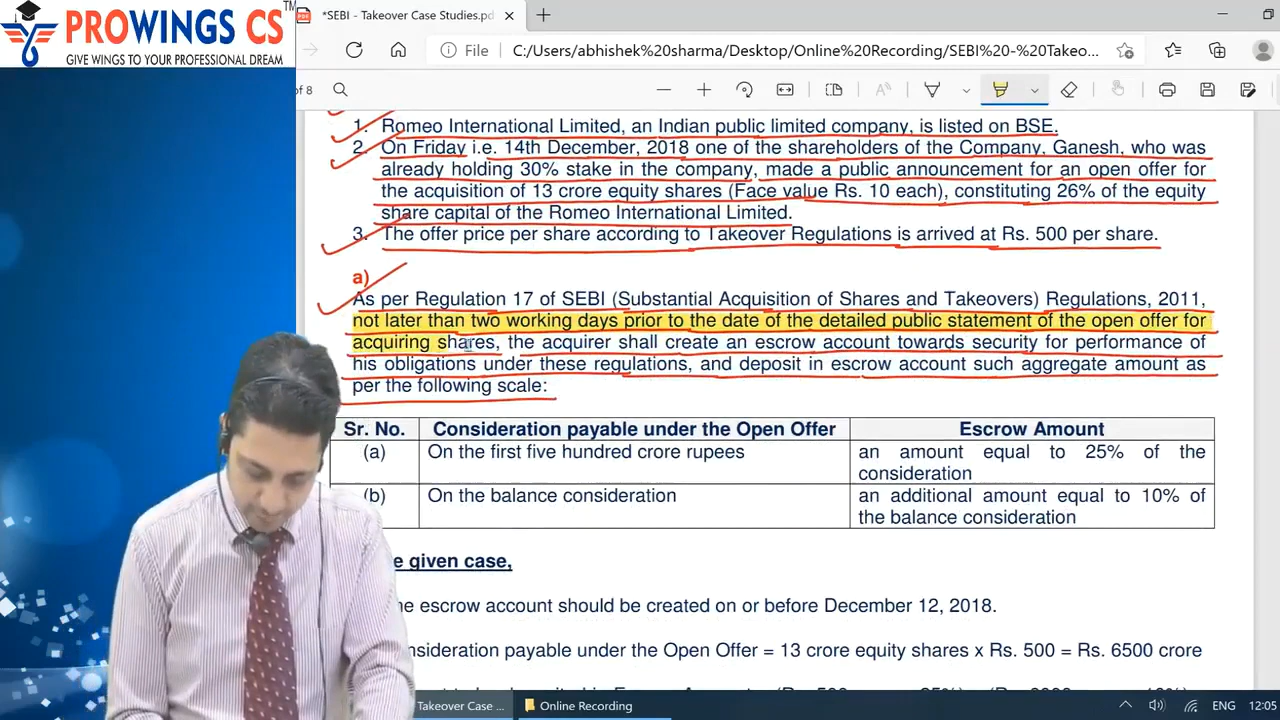 PROWINGS CS
TM
GIVE WINGS TO YOUR PROFESSIONAL DREAM
*SEBI - Takeover Case Studies.pd
File
C:/Users/abhishek%20sharma/Desktop/Online%20Recording/SEBI%20-%20Takeo...
of 8
1. Romeo International Limited, an Indian public limited company, is listed on BSE.
2. On Friday i.e. 14th December, 2018 one of the shareholders of the Company, Ganesh, who was
already holding 30% stake in the company, made a public announcement for an open offer for
the acquisition of 13 crore equity shares (Face value Rs. 10 each), constituting 26% of the equity
share capital of the Romeo International Limited.
3. The offer price per share according to Takeover Regulations is arrived at Rs. 500 per share.
a)
As per Regulation 17 of SEBI (Substantial Acquisition of Shares and Takeovers) Regulations, 2011,
not later than two working days prior to the date of the detailed public statement of the open offer for
acquiring shares, the acquirer shall create an escrow account towards security for performance of
his obligations under these regulations, and deposit in escrow account such aggregate amount as
per the following scale:
Sr. No. Consideration payable under the Open Offer Escrow Amount
(a) On the first five hundred crore rupees an amount equal to 25% of the
consideration
(b) On the balance consideration an additional amount equal to 10% of
the balance consideration
e given case,
he escrow account should be created on or before December 12, 2018.
nsideration payable under the Open Offer = 13 crore equity shares x Rs. 500 = Rs. 6500 crore
Takeover Case ...
Online Recording
ENG
12:05